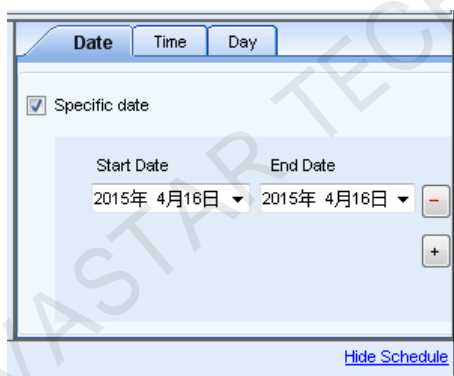 Date Time Day
Specific date
Start Date End Date
2015年 4月16日 2015年 4月16日 −
+
Hide Schedule